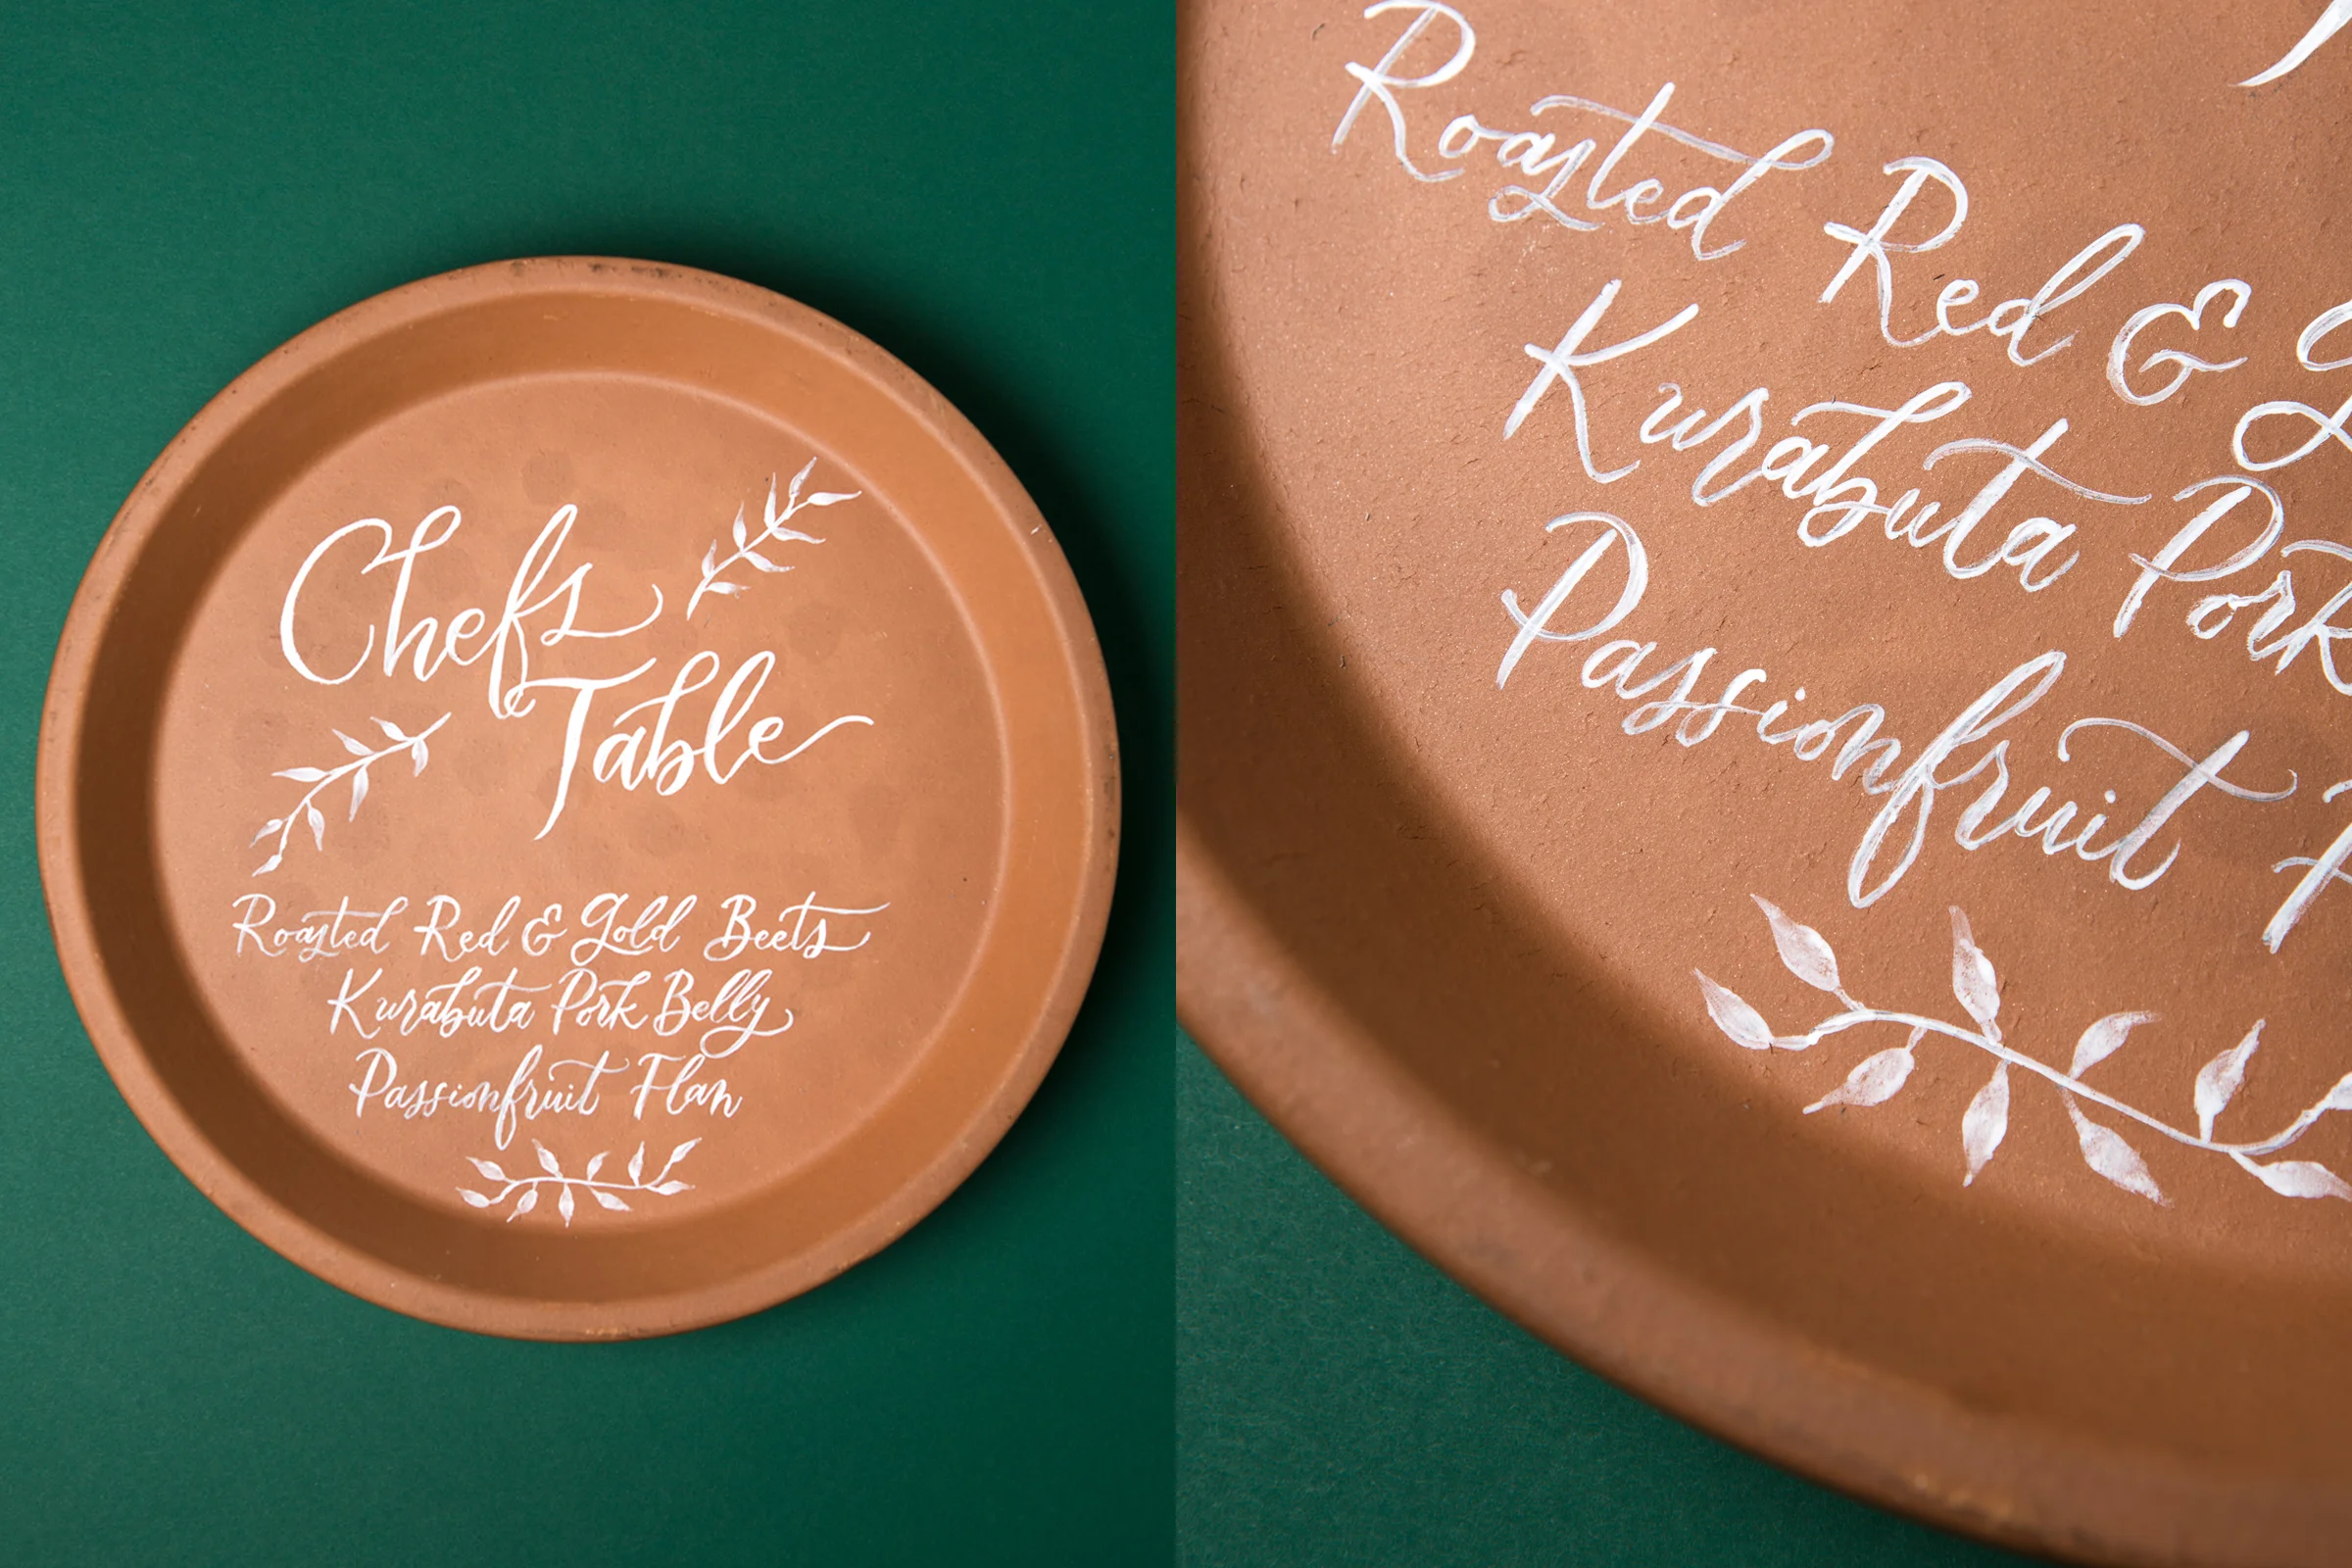 Chefs
Table
Roasted Red & Gold Beets
Kurabuta Pork Belly
Passionfruit Flan
Roasted Red &
Kurabuta Pork
Passionfruit